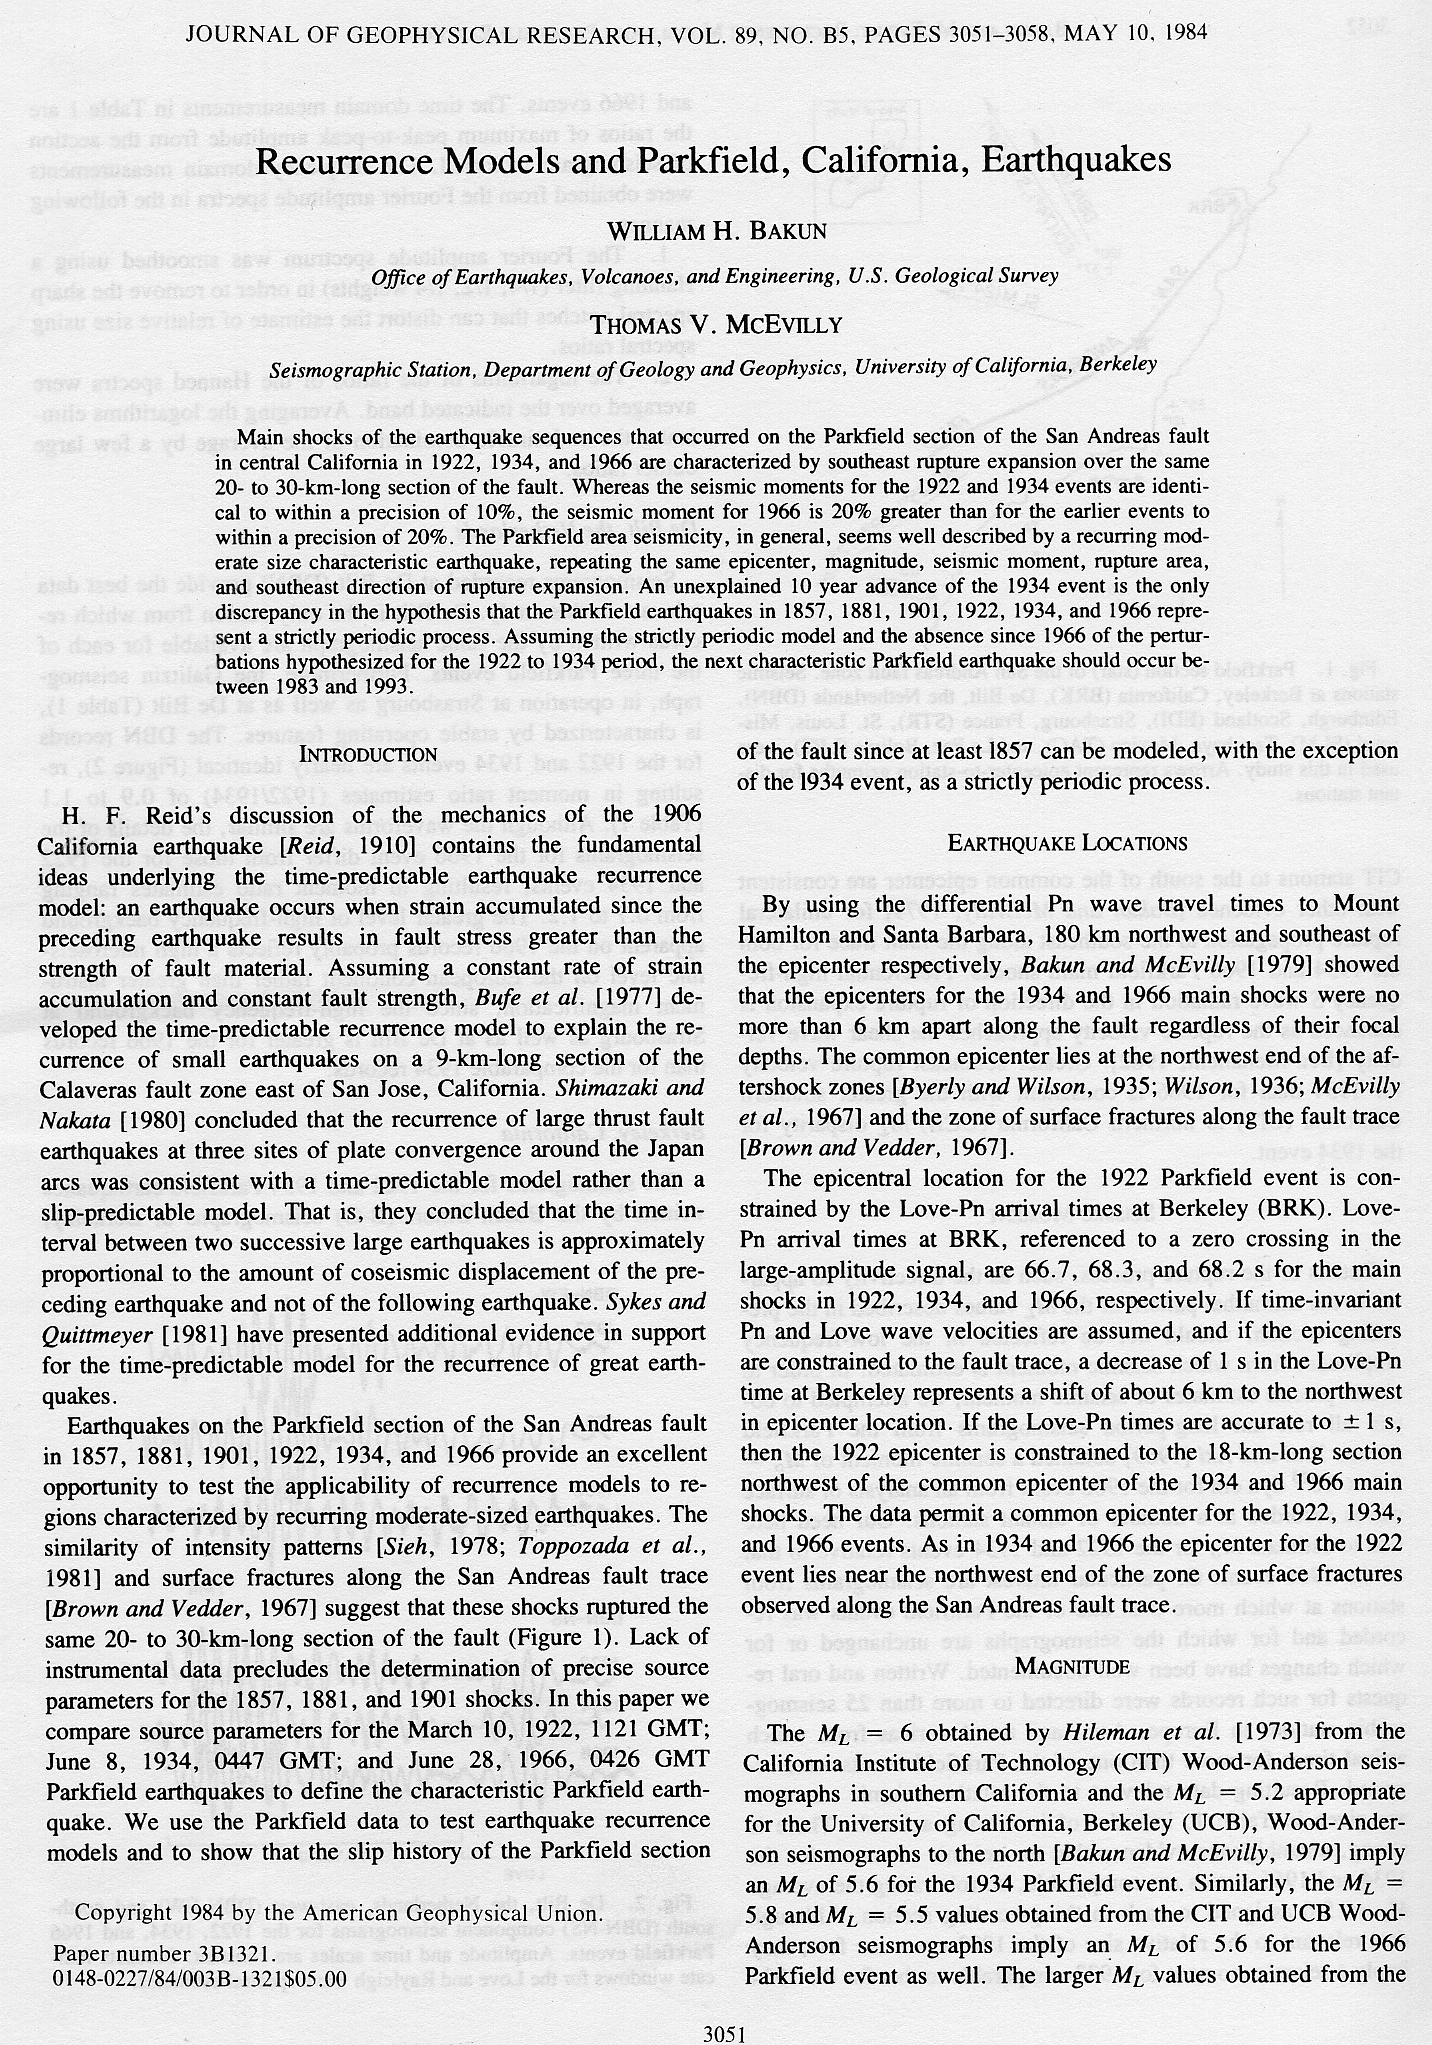 JOURNAL OF GEOPHYSICAL RESEARCH, VOL. 89, NO. B5, PAGES 3051–3058, MAY 10, 1984
Recurrence Models and Parkfield, California, Earthquakes
WILLIAM H. BAKUN
Office of Earthquakes, Volcanoes, and Engineering, U.S. Geological Survey
THOMAS V. MCEVILLY
Seismographic Station, Department of Geology and Geophysics, University of California, Berkeley
Main shocks of the earthquake sequences that occurred on the Parkfield section of the San Andreas fault
in central California in 1922, 1934, and 1966 are characterized by southeast rupture expansion over the same
20- to 30-km-long section of the fault. Whereas the seismic moments for the 1922 and 1934 events are identi-
cal to within a precision of 10%, the seismic moment for 1966 is 20% greater than for the earlier events to
within a precision of 20%. The Parkfield area seismicity, in general, seems well described by a recurring mod-
erate size characteristic earthquake, repeating the same epicenter, magnitude, seismic moment, rupture area,
and southeast direction of rupture expansion. An unexplained 10 year advance of the 1934 event is the only
discrepancy in the hypothesis that the Parkfield earthquakes in 1857, 1881, 1901, 1922, 1934, and 1966 repre-
sent a strictly periodic process. Assuming the strictly periodic model and the absence since 1966 of the pertur-
bations hypothesized for the 1922 to 1934 period, the next characteristic Parkfield earthquake should occur be-
tween 1983 and 1993.
INTRODUCTION
H. F. Reid's discussion of the mechanics of the 1906
California earthquake [Reid, 1910] contains the fundamental
ideas underlying the time-predictable earthquake recurrence
model: an earthquake occurs when strain accumulated since the
preceding earthquake results in fault stress greater than the
strength of fault material. Assuming a constant rate of strain
accumulation and constant fault strength, Bufe et al. [1977] de-
veloped the time-predictable recurrence model to explain the re-
currence of small earthquakes on a 9-km-long section of the
Calaveras fault zone east of San Jose, California. Shimazaki and
Nakata [1980] concluded that the recurrence of large thrust fault
earthquakes at three sites of plate convergence around the Japan
arcs was consistent with a time-predictable model rather than a
slip-predictable model. That is, they concluded that the time in-
terval between two successive large earthquakes is approximately
proportional to the amount of coseismic displacement of the pre-
ceding earthquake and not of the following earthquake. Sykes and
Quittmeyer [1981] have presented additional evidence in support
for the time-predictable model for the recurrence of great earth-
quakes.
Earthquakes on the Parkfield section of the San Andreas fault
in 1857, 1881, 1901, 1922, 1934, and 1966 provide an excellent
opportunity to test the applicability of recurrence models to re-
gions characterized by recurring moderate-sized earthquakes. The
similarity of intensity patterns [Sieh, 1978; Toppozada et al.,
1981] and surface fractures along the San Andreas fault trace
[Brown and Vedder, 1967] suggest that these shocks ruptured the
same 20- to 30-km-long section of the fault (Figure 1). Lack of
instrumental data precludes the determination of precise source
parameters for the 1857, 1881, and 1901 shocks. In this paper we
compare source parameters for the March 10, 1922, 1121 GMT;
June 8, 1934, 0447 GMT; and June 28, 1966, 0426 GMT
Parkfield earthquakes to define the characteristic Parkfield earth-
quake. We use the Parkfield data to test earthquake recurrence
models and to show that the slip history of the Parkfield section
Copyright 1984 by the American Geophysical Union.
Paper number 3B1321.
0148-0227/84/003B-1321$05.00
of the fault since at least 1857 can be modeled, with the exception
of the 1934 event, as a strictly periodic process.
EARTHQUAKE LOCATIONS
By using the differential Pn wave travel times to Mount
Hamilton and Santa Barbara, 180 km northwest and southeast of
the epicenter respectively, Bakun and McEvilly [1979] showed
that the epicenters for the 1934 and 1966 main shocks were no
more than 6 km apart along the fault regardless of their focal
depths. The common epicenter lies at the northwest end of the af-
tershock zones [Byerly and Wilson, 1935; Wilson, 1936; McEvilly
et al., 1967] and the zone of surface fractures along the fault trace
[Brown and Vedder, 1967].
The epicentral location for the 1922 Parkfield event is con-
strained by the Love-Pn arrival times at Berkeley (BRK). Love-
Pn arrival times at BRK, referenced to a zero crossing in the
large-amplitude signal, are 66.7, 68.3, and 68.2 s for the main
shocks in 1922, 1934, and 1966, respectively. If time-invariant
Pn and Love wave velocities are assumed, and if the epicenters
are constrained to the fault trace, a decrease of 1 s in the Love-Pn
time at Berkeley represents a shift of about 6 km to the northwest
in epicenter location. If the Love-Pn times are accurate to ±1 s,
then the 1922 epicenter is constrained to the 18-km-long section
northwest of the common epicenter of the 1934 and 1966 main
shocks. The data permit a common epicenter for the 1922, 1934,
and 1966 events. As in 1934 and 1966 the epicenter for the 1922
event lies near the northwest end of the zone of surface fractures
observed along the San Andreas fault trace.
MAGNITUDE
The ML = 6 obtained by Hileman et al. [1973] from the
California Institute of Technology (CIT) Wood-Anderson seis-
mographs in southern California and the ML = 5.2 appropriate
for the University of California, Berkeley (UCB), Wood-Ander-
son seismographs to the north [Bakun and McEvilly, 1979] imply
an ML of 5.6 for the 1934 Parkfield event. Similarly, the ML =
5.8 and ML = 5.5 values obtained from the CIT and UCB Wood-
Anderson seismographs imply an ML of 5.6 for the 1966
Parkfield event as well. The larger ML values obtained from the
3051